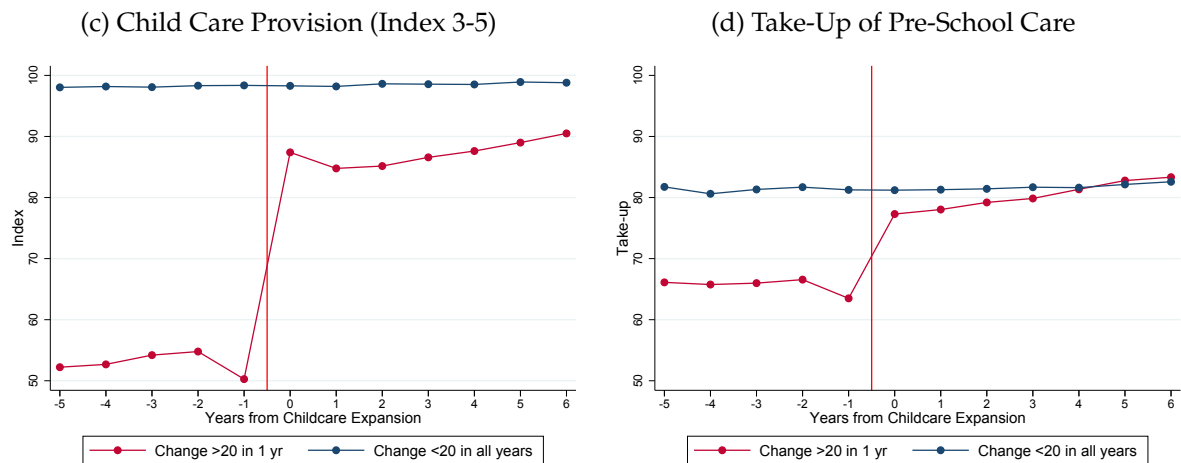 (c) Child Care Provision (Index 3-5)
100
90
80
70
60
50
Index
-5 -4 -3 -2 -1 0 1 2 3 4 5 6
Years from Childcare Expansion
Change >20 in 1 yr Change <20 in all years
(d) Take-Up of Pre-School Care
100
90
80
70
60
50
Take-up
-5 -4 -3 -2 -1 0 1 2 3 4 5 6
Years from Childcare Expansion
Change >20 in 1 yr Change <20 in all years